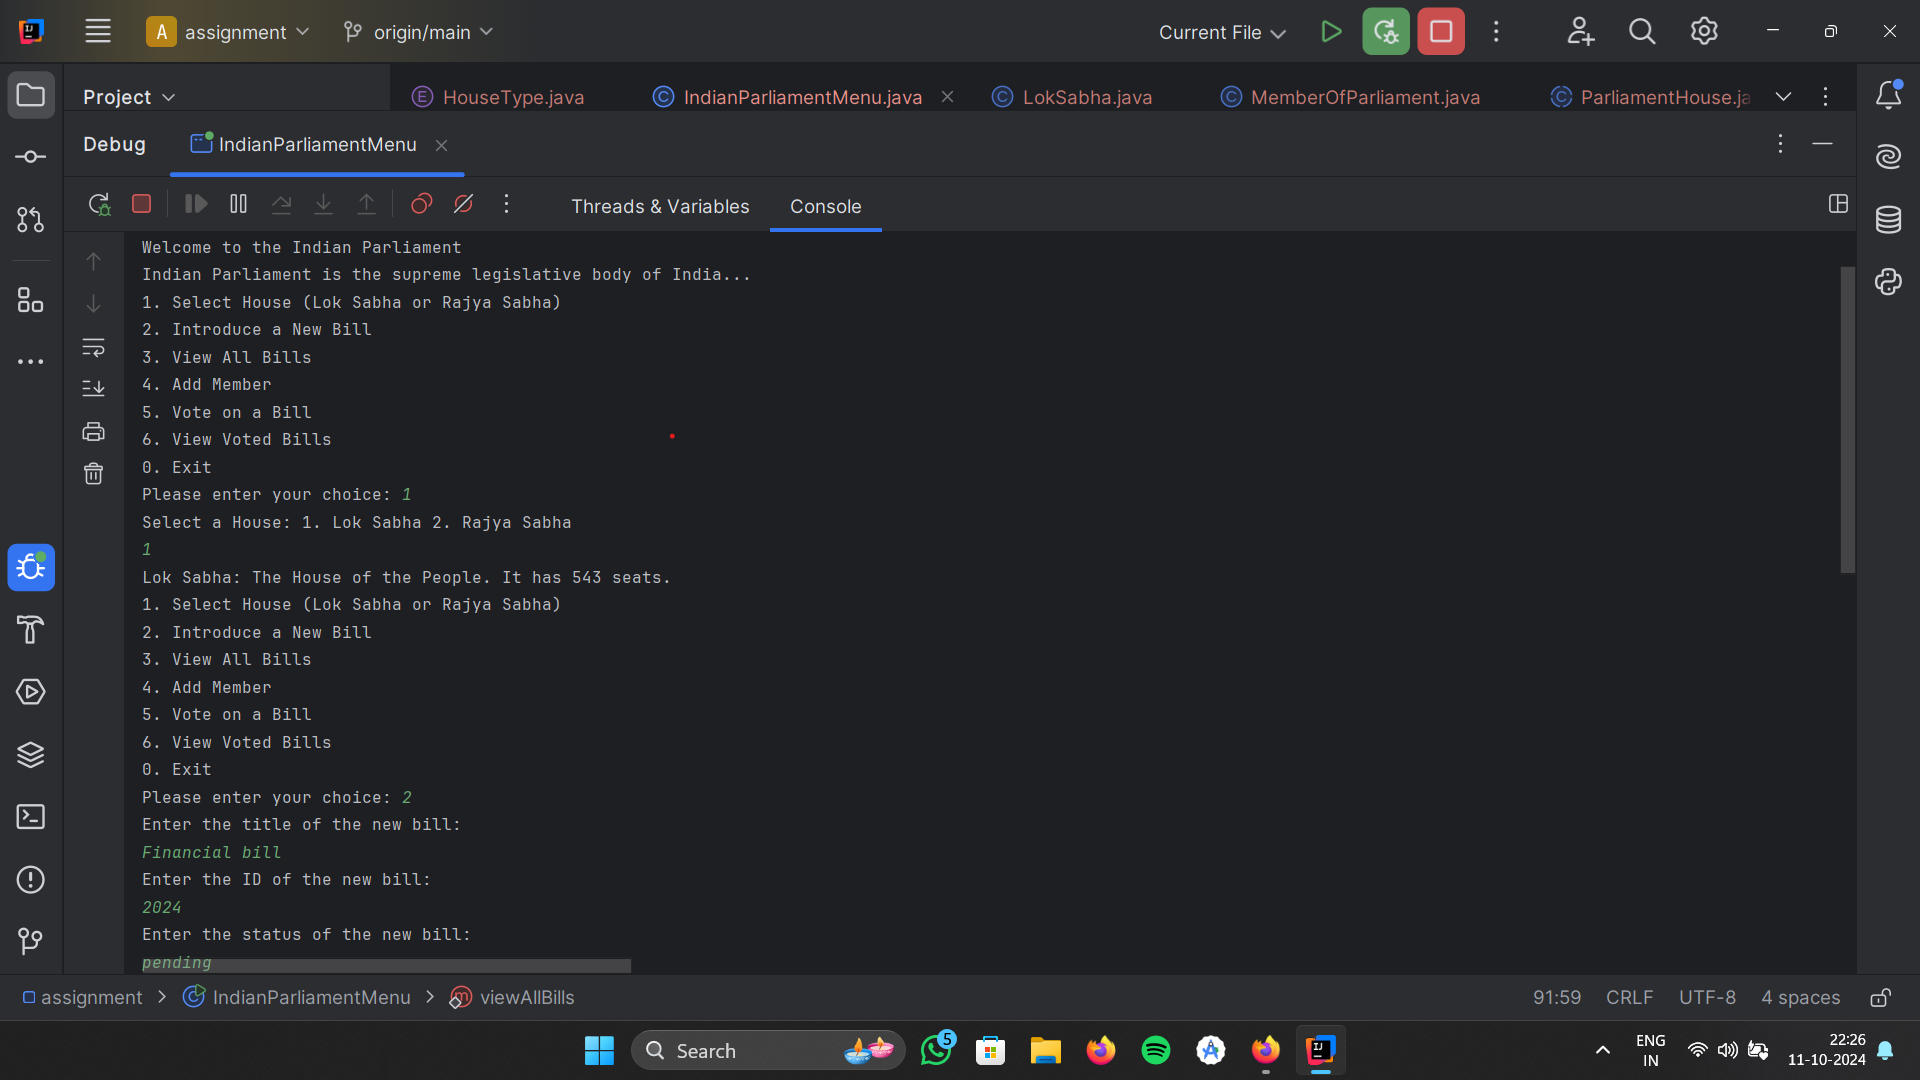 A assignment origin/main Current File
Project HouseType.java IndianParliamentMenu.java LokSabha.java MemberOfParliament.java ParliamentHouse.ja
Debug IndianParliamentMenu
Threads & Variables Console
Welcome to the Indian Parliament
Indian Parliament is the supreme legislative body of India...
1. Select House (Lok Sabha or Rajya Sabha)
2. Introduce a New Bill
3. View All Bills
4. Add Member
5. Vote on a Bill
6. View Voted Bills
0. Exit
Please enter your choice: 1
Select a House: 1. Lok Sabha 2. Rajya Sabha
1
Lok Sabha: The House of the People. It has 543 seats.
1. Select House (Lok Sabha or Rajya Sabha)
2. Introduce a New Bill
3. View All Bills
4. Add Member
5. Vote on a Bill
6. View Voted Bills
0. Exit
Please enter your choice: 2
Enter the title of the new bill:
Financial bill
Enter the ID of the new bill:
2024
Enter the status of the new bill:
pending
assignment > IndianParliamentMenu > viewAllBills 91:59 CRLF UTF-8 4 spaces
Search 5 ENG 22:26
IN 11-10-2024